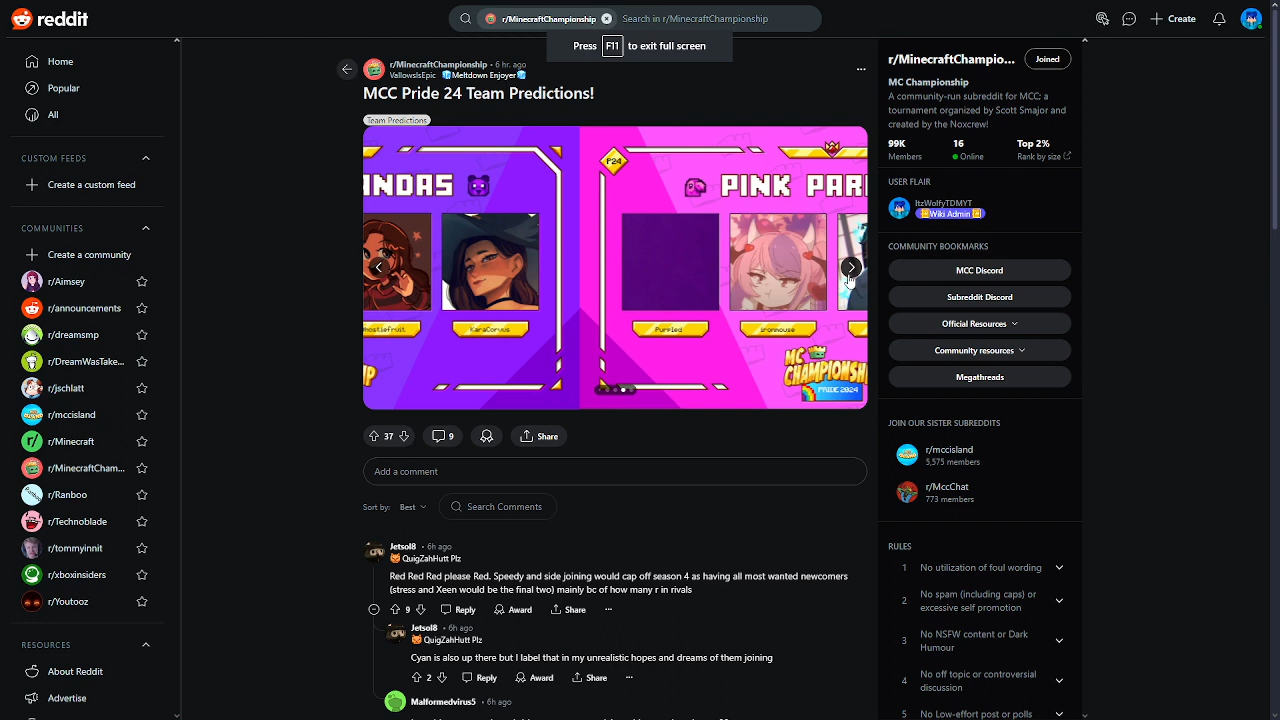 reddit
r/MinecraftChampionship
Search in r/MinecraftChampionship
Create
Press F11 to exit full screen
Home
Popular
All
CUSTOM FEEDS
Create a custom feed
COMMUNITIES
Create a community
r/Aimsey
r/announcements
r/dreamsmp
r/DreamWasTake...
r/jschlatt
r/mccisland
r/Minecraft
r/MinecraftCham...
r/Ranboo
r/Technoblade
r/tommyinnit
r/xboxinsiders
r/Youtooz
RESOURCES
About Reddit
Advertise
r/MinecraftChampionship • 6 hr. ago
VallowsIsEpic Meltdown Enjoyer
MCC Pride 24 Team Predictions!
Team Predictions
P24
NDAS
PINK PAR
hostiefruit
KaraCorvus
Purpled
ironmouse
MC
CHAMPIONSH
PRIDE 2024
37
9
Share
Add a comment
Sort by: Best
Search Comments
Jetsol8 • 6h ago
QuigZahHutt Plz
Red Red Red please Red. Speedy and side joining would cap off season 4 as having all most wanted newcomers
(stress and Xeen would be the final two) mainly bc of how many r in rivals
9 Reply Award Share
Jetsol8 • 6h ago
QuigZahHutt Plz
Cyan is also up there but I label that in my unrealistic hopes and dreams of them joining
2 Reply Award Share
Malformedvirus5 • 6h ago
r/MinecraftChampio...
Joined
MC Championship
A community-run subreddit for MCC: a
tournament organized by Scott Smajor and
created by the Noxcrew!
99K 16 Top 2%
Members Online Rank by size
USER FLAIR
ItzWolfyTDMYT
Wiki Admin
COMMUNITY BOOKMARKS
MCC Discord
Subreddit Discord
Official Resources
Community resources
Megathreads
JOIN OUR SISTER SUBREDDITS
r/mccisland
5,575 members
r/MccChat
773 members
RULES
1 No utilization of foul wording
2 No spam (including caps) or
excessive self promotion
3 No NSFW content or Dark
Humour
4 No off topic or controversial
discussion
5 No Low-effort post or polls